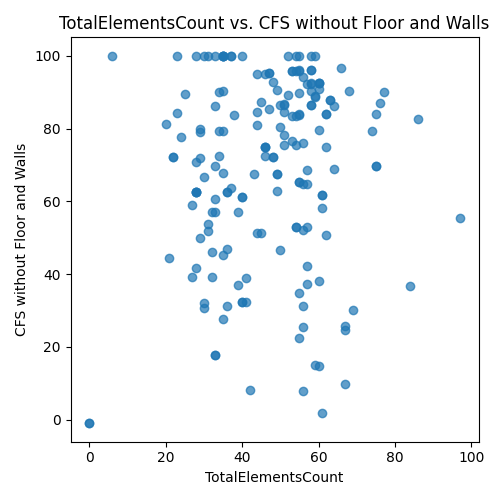 TotalElementsCount vs. CFS without Floor and Walls
100
80
60
40
20
0
CFS without Floor and Walls
0 20 40 60 80 100
TotalElementsCount